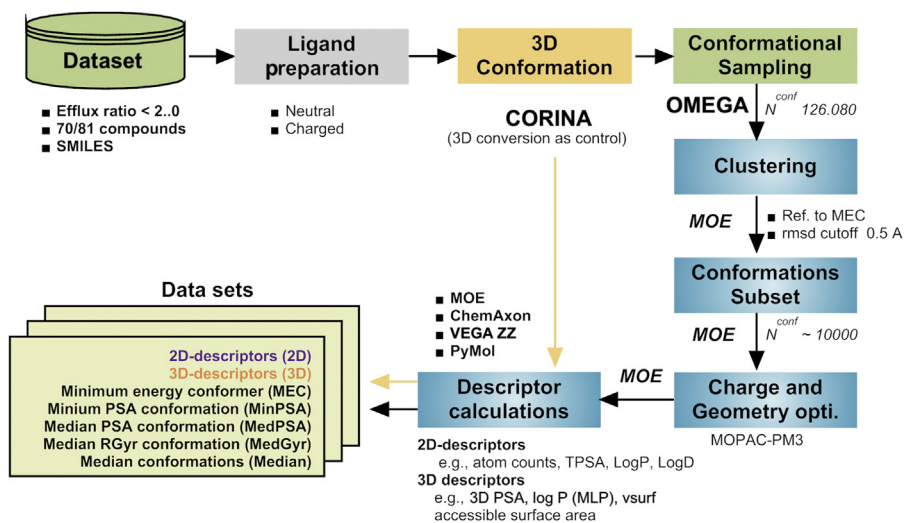 Dataset
Ligand
preparation
3D
Conformation
Conformational
Sampling
■ Efflux ratio < 2..0
■ 70/81 compounds
■ SMILES
■ Neutral
■ Charged
CORINA
(3D conversion as control)
OMEGA
N conf 126.080
Clustering
MOE
■ Ref. to MEC
■ rmsd cutoff 0.5 A
Conformations
Subset
MOE
N conf ~ 10000
Charge and
Geometry opti.
MOPAC-PM3
MOE
■ MOE
■ ChemAxon
■ VEGA ZZ
■ PyMol
Descriptor
calculations
2D-descriptors
e.g., atom counts, TPSA, LogP, LogD
3D descriptors
e.g., 3D PSA, log P (MLP), vsurf
accessible surface area
Data sets
2D-descriptors (2D)
3D-descriptors (3D)
Minimum energy conformer (MEC)
Minium PSA conformation (MinPSA)
Median PSA conformation (MedPSA)
Median RGyr conformation (MedGyr)
Median conformations (Median)